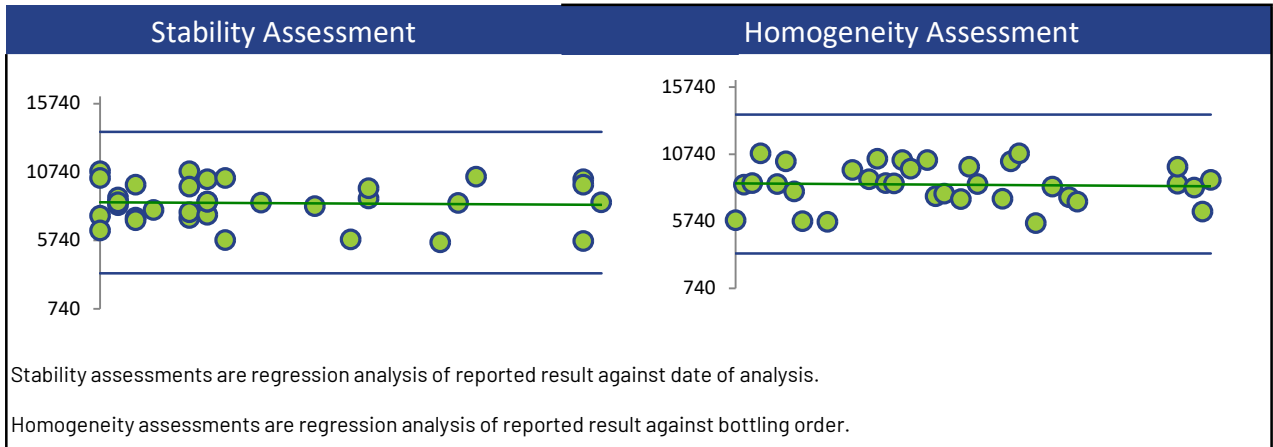 Stability Assessment
Homogeneity Assessment
15740
10740
5740
740
15740
10740
5740
740
Stability assessments are regression analysis of reported result against date of analysis.
Homogeneity assessments are regression analysis of reported result against bottling order.